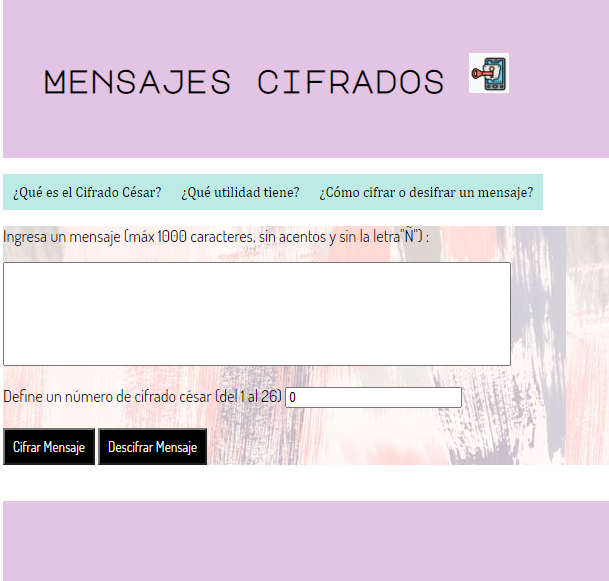 MENSAJES CIFRADOS
¿Qué es el Cifrado César? ¿Qué utilidad tiene? ¿Cómo cifrar o desifrar un mensaje?
Ingresa un mensaje (máx 1000 caracteres, sin acentos y sin la letra"Ñ") :
Define un número de cifrado césar (del 1 al 26) 0
Cifrar Mensaje Descifrar Mensaje